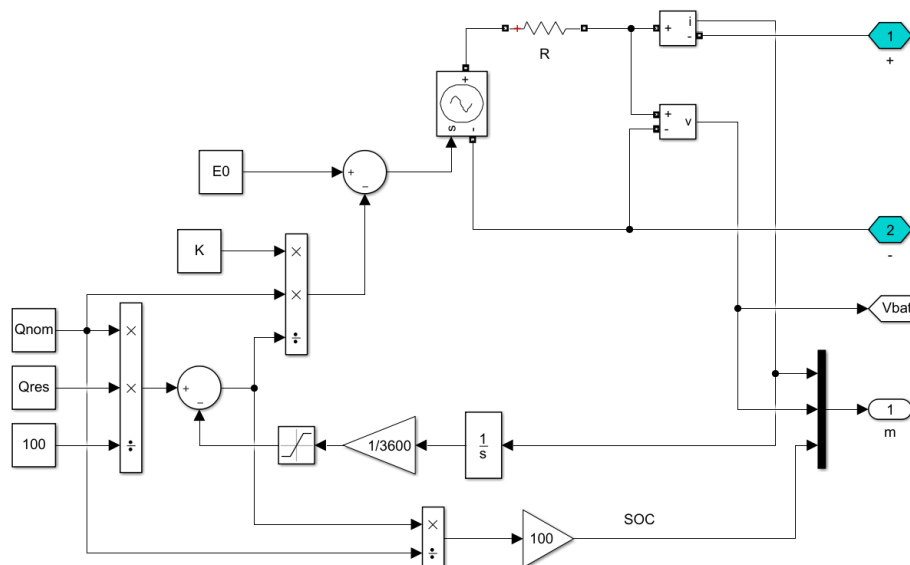 i
+
-
1
+
R
+
s
-
+
-
v
E0
+
−
2
-
K
×
×
÷
Vbat
Qnom
×
Qres
×
+
−
100
÷
1/3600
1
s
1
m
×
÷
100
SOC